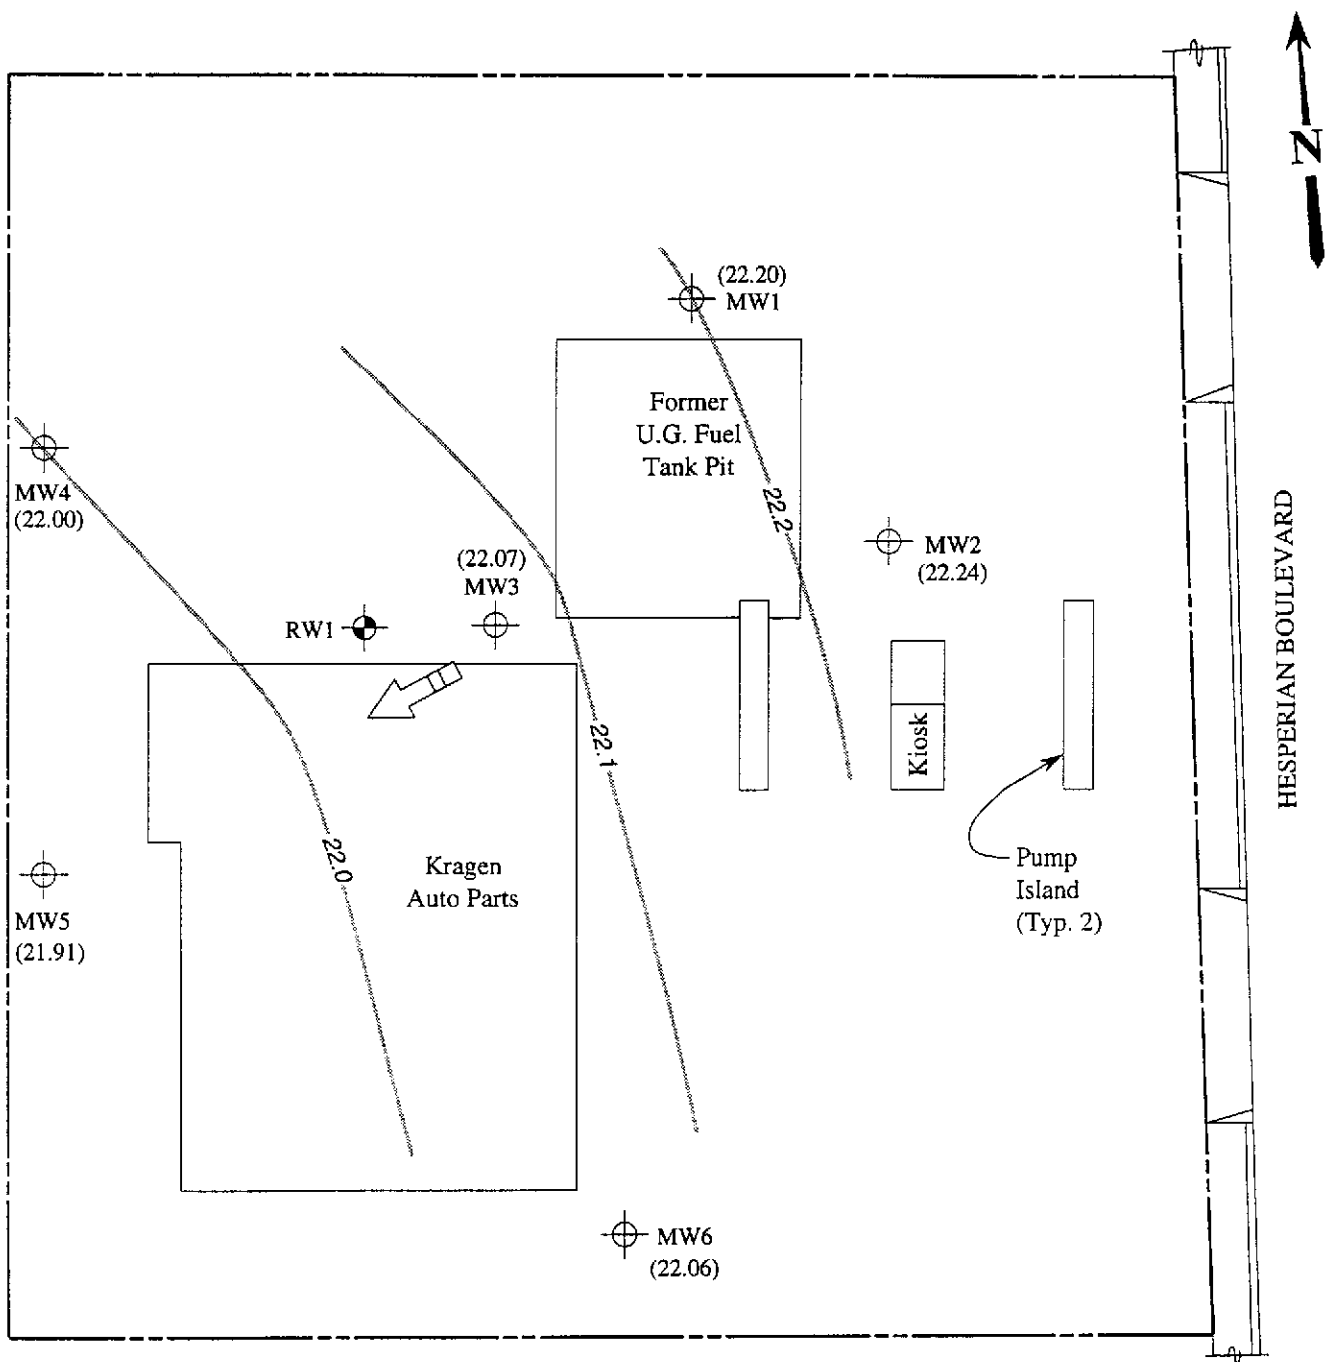 N
(22.20)
MW1
Former
U.G. Fuel
Tank Pit
MW4
(22.00)
22.2
MW2
(22.24)
(22.07)
MW3
RW1
HESPERIAN BOULEVARD
22.1
Kiosk
22.0
Kragen
Auto Parts
Pump
Island
(Typ. 2)
MW5
(21.91)
MW6
(22.06)